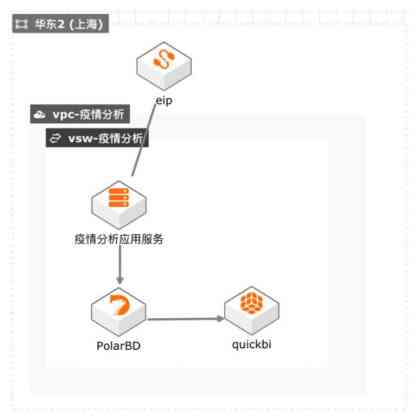 华东2 (上海)
eip
vpc-疫情分析
vsw-疫情分析
疫情分析应用服务
PolarBD
quickbi